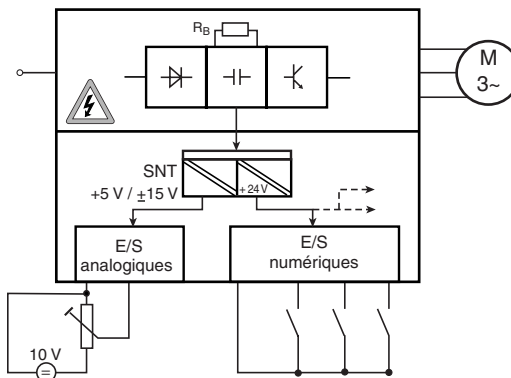 R_B
M
3~
SNT
+5 V / ±15 V
+24V
E/S
analogiques
E/S
numériques
10 V
=